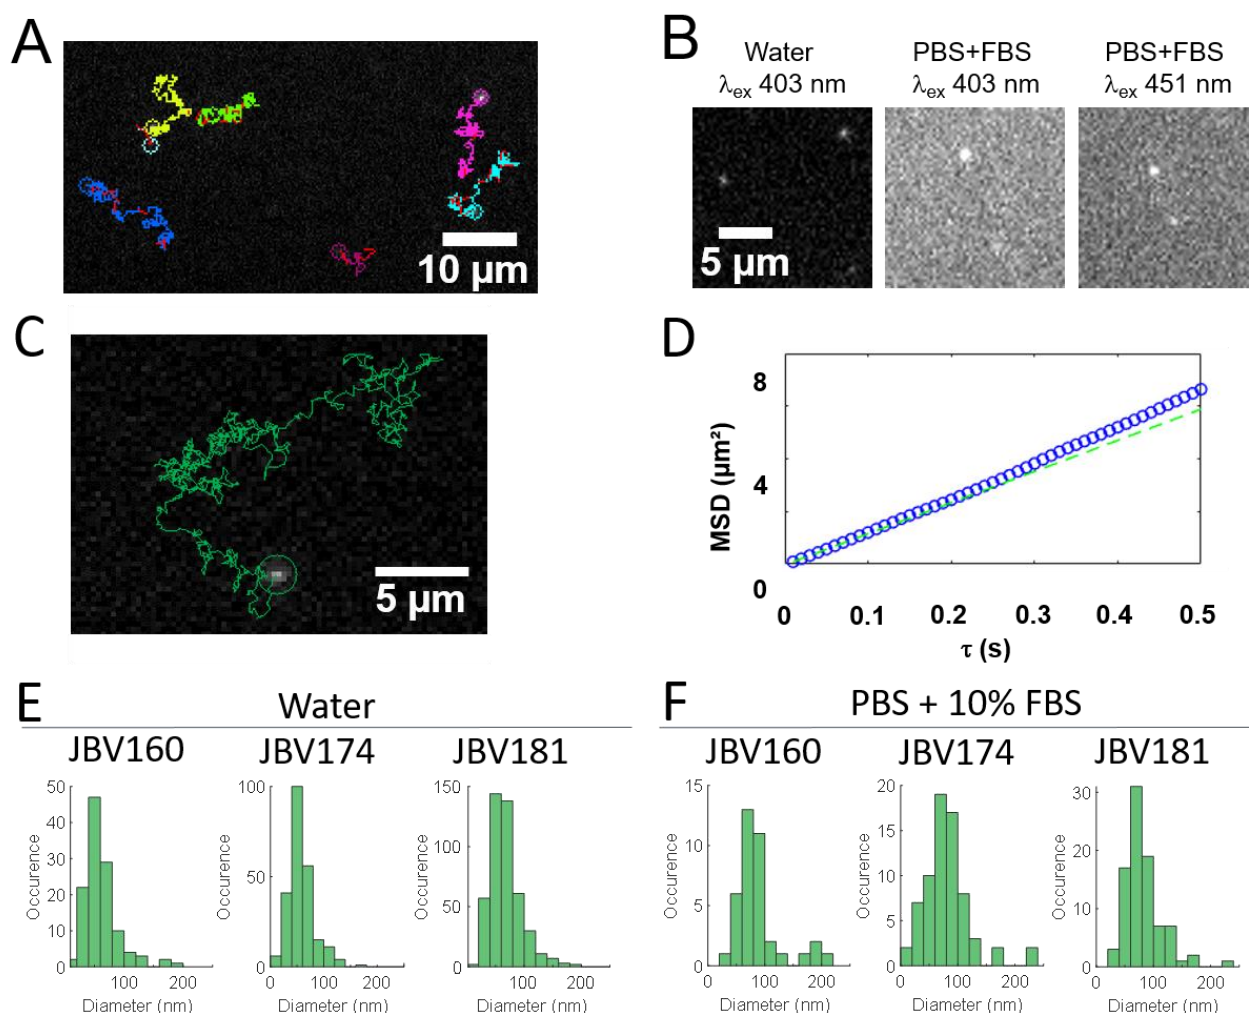 A
10 µm
B
Water
λex 403 nm
PBS+FBS
λex 403 nm
PBS+FBS
λex 451 nm
5 µm
C
5 µm
D
8
4
0
MSD (µm²)
0 0.1 0.2 0.3 0.4 0.5
τ (s)
E
Water
JBV160
50
40
30
20
10
0
Occurence
100 200
Diameter (nm)
JBV174
100
50
0
Occurence
100 200
Diameter (nm)
JBV181
150
100
50
0
Occurence
100 200
Diameter (nm)
F
PBS + 10% FBS
JBV160
15
10
5
0
Occurence
0 100 200
Diameter (nm)
JBV174
20
15
10
5
0
Occurence
0 100 200
Diameter (nm)
JBV181
30
20
10
0
Occurence
0 100 200
Diameter (nm)